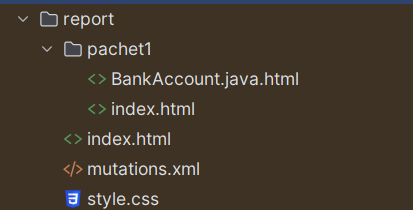 report
pachet1
BankAccount.java.html
index.html
index.html
mutations.xml
style.css